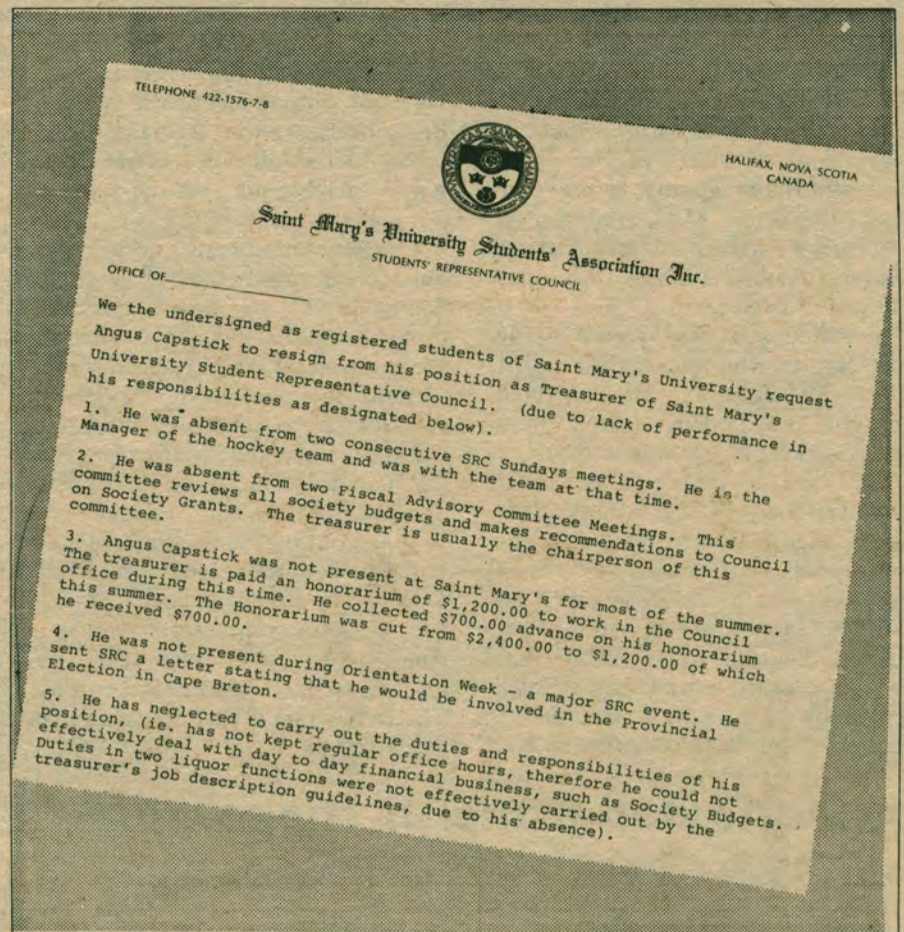 TELEPHONE 422-1576-7-8
HALIFAX, NOVA SCOTIA
CANADA
Saint Mary's University Students' Association Inc.
STUDENTS' REPRESENTATIVE COUNCIL
OFFICE OF
We the undersigned as registered students of Saint Mary's University request
Angus Capstick to resign from his position as Treasurer of Saint Mary's
University Student Representative Council. (due to lack of performance in
his responsibilities as designated below).
1. He was absent from two consecutive SRC Sundays meetings. He is the
Manager of the hockey team and was with the team at that time.
2. He was absent from two Fiscal Advisory Committee Meetings. This
committee reviews all society budgets and makes recommendations to Council
on Society Grants. The treasurer is usually the chairperson of this
committee.
3. Angus Capstick was not present at Saint Mary's for most of the summer.
The treasurer is paid an honorarium of $1,200.00 to work in the Council
office during this time. He collected $700.00 advance on his honorarium
this summer. The Honorarium was cut from $2,400.00 to $1,200.00 of which
he received $700.00.
4. He was not present during Orientation Week - a major SRC event. He
sent SRC a letter stating that he would be involved in the Provincial
Election in Cape Breton.
5. He has neglected to carry out the duties and responsibilities of his
position, (ie. has not kept regular office hours, therefore he could not
effectively deal with day to day financial business, such as Society Budgets.
Duties in two liquor functions were not effectively carried out by the
treasurer's job description guidelines, due to his absence).